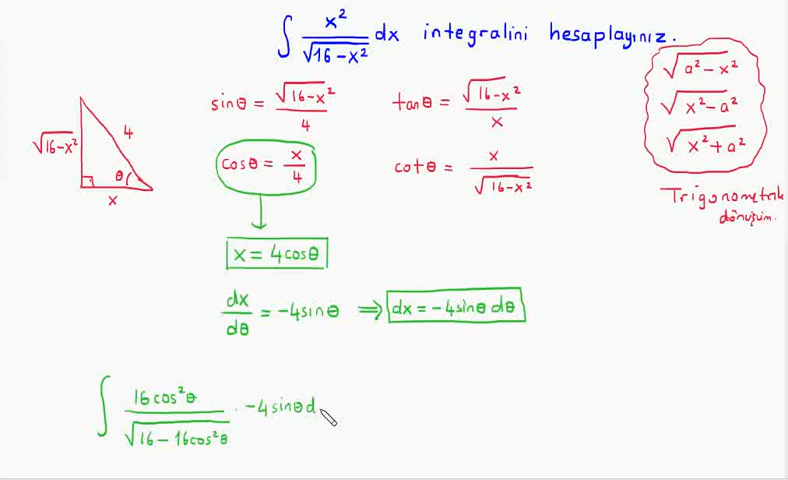 ∫ x²/√(16-x²) dx integralini hesaplayınız.
√(a²-x²)
√(x²-a²)
√(x²+a²)
Trigonometrik
dönüşüm.
√(16-x²)
4
θ
x
sinθ = √(16-x²)/4
tanθ = √(16-x²)/x
cosθ = x/4
cotθ = x/√(16-x²)
x = 4cosθ
dx/dθ = -4sinθ ⇒ dx = -4sinθ dθ
∫ 16cos²θ/√(16-16cos²θ) · -4sinθd